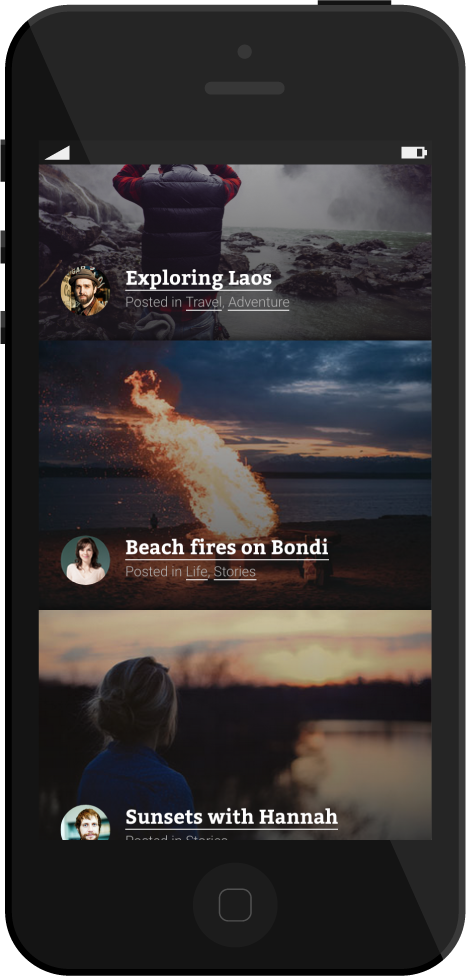 Exploring Laos
Posted in Travel, Adventure
Beach fires on Bondi
Posted in Life, Stories
Sunsets with Hannah
Posted in Stories